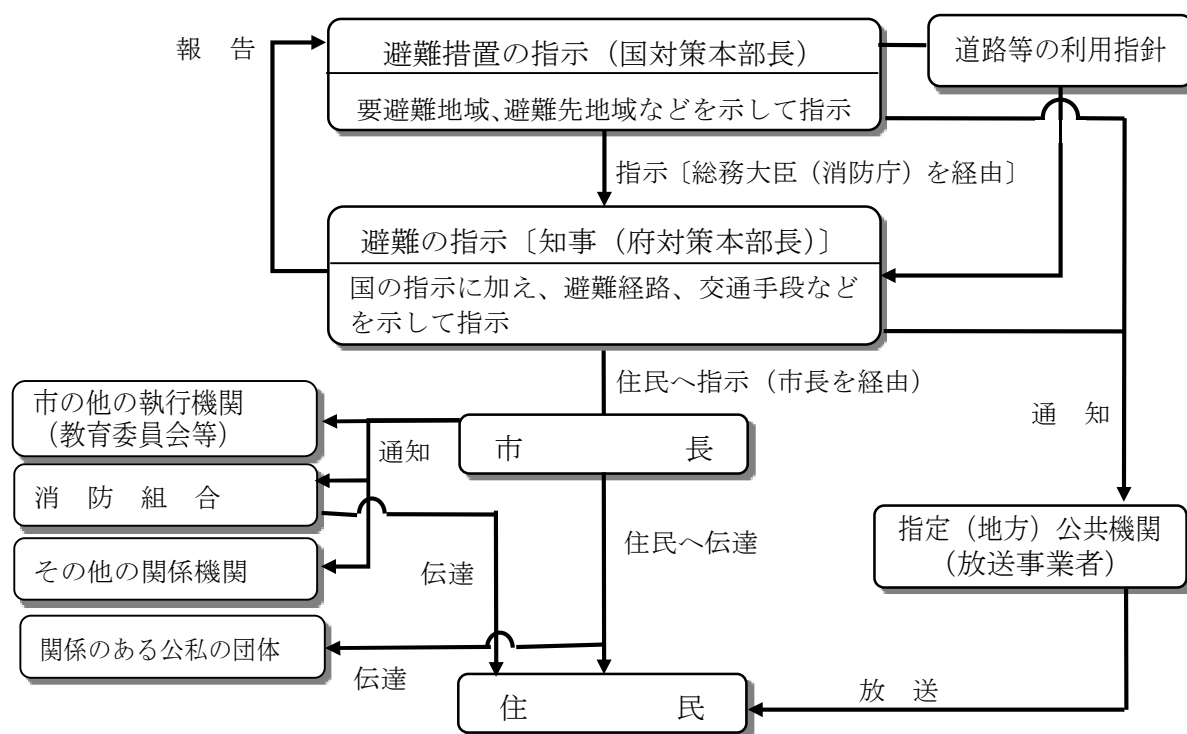 報　告
避難措置の指示（国対策本部長）
要避難地域、避難先地域などを示して指示
道路等の利用指針
指示〔総務大臣（消防庁）を経由〕
避難の指示〔知事（府対策本部長）〕
国の指示に加え、避難経路、交通手段など
を示して指示
住民へ指示（市長を経由）
市の他の執行機関
（教育委員会等）
通知
市　　　　長
通　知
消　防　組　合
住民へ伝達
指定（地方）公共機関
（放送事業者）
その他の関係機関
伝達
関係のある公私の団体
伝達
住　　　　民
放　送